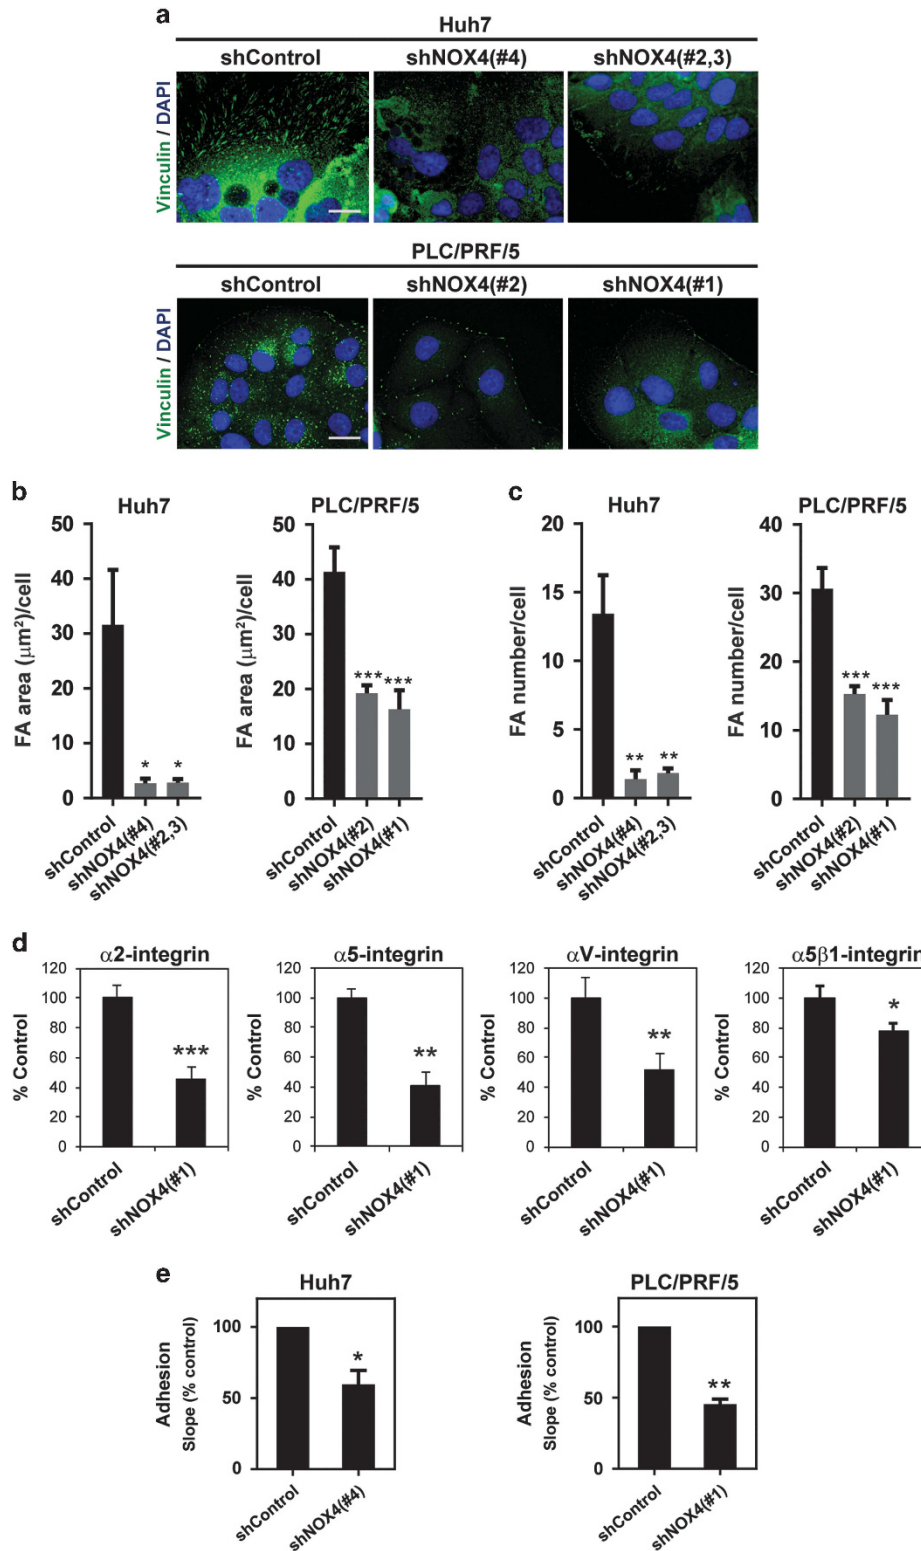 a
Huh7
shControl shNOX4(#4) shNOX4(#2,3)
Vinculin / DAPI
PLC/PRF/5
shControl shNOX4(#2) shNOX4(#1)
Vinculin / DAPI
b
Huh7
FA area (μm²)/cell
50
40
30
20
10
0
* *
shControl
shNOX4(#4)
shNOX4(#2,3)
PLC/PRF/5
FA area (μm²)/cell
50
40
30
20
10
0
*** ***
shControl
shNOX4(#2)
shNOX4(#1)
c
Huh7
FA number/cell
20
15
10
5
0
** **
shControl
shNOX4(#4)
shNOX4(#2,3)
PLC/PRF/5
FA number/cell
40
30
20
10
0
*** ***
shControl
shNOX4(#2)
shNOX4(#1)
d
α2-integrin
% Control
120
100
80
60
40
20
0
***
shControl
shNOX4(#1)
α5-integrin
% Control
120
100
80
60
40
20
0
**
shControl
shNOX4(#1)
αV-integrin
% Control
120
100
80
60
40
20
0
**
shControl
shNOX4(#1)
α5β1-integrin
% Control
120
100
80
60
40
20
0
*
shControl
shNOX4(#1)
e
Huh7
Adhesion
Slope (% control)
100
50
0
*
shControl
shNOX4(#4)
PLC/PRF/5
Adhesion
Slope (% control)
100
50
0
**
shControl
shNOX4(#1)